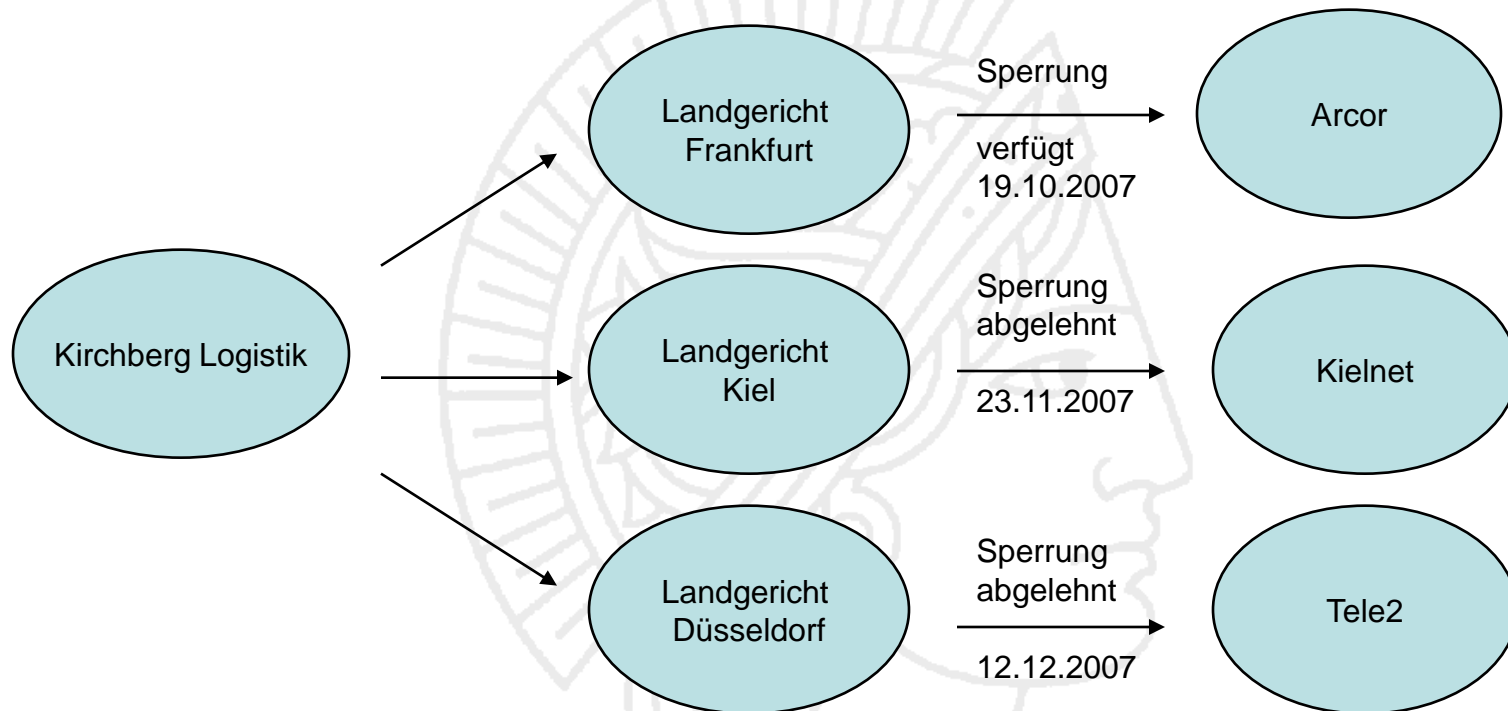 Kirchberg Logistik
Landgericht
Frankfurt
Sperrung
verfügt
19.10.2007
Arcor
Landgericht
Kiel
Sperrung
abgelehnt
23.11.2007
Kielnet
Landgericht
Düsseldorf
Sperrung
abgelehnt
12.12.2007
Tele2